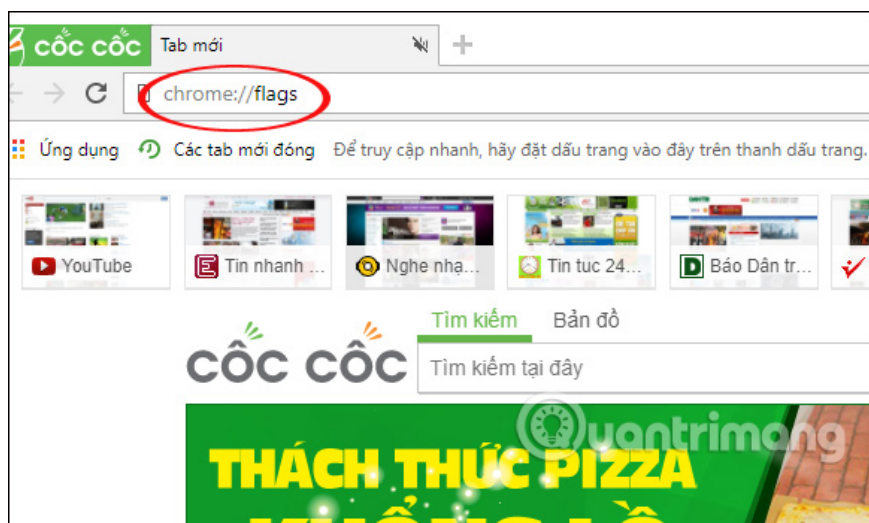 cốc cốc Tab mới
chrome://flags
Ứng dụng Các tab mới đóng Để truy cập nhanh, hãy đặt dấu trang vào đây trên thanh dấu trang.
YouTube Tin nhanh ... Nghe nhạ... Tin tuc 24... Báo Dân tr...
Tìm kiếm Bản đồ
cốc cốc Tìm kiếm tại đây
Quantrimang
THÁCH THỨC PIZZA
KHỔNG LỒ